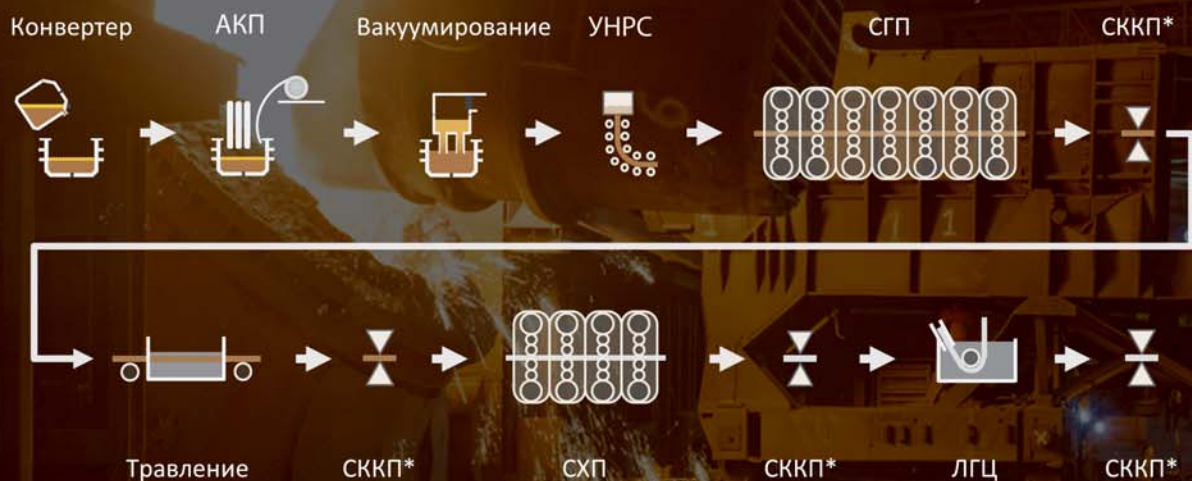 Конвертер
АКП
Вакуумирование
УНРС
СГП
СККП*
Травление
СККП*
СХП
СККП*
ЛГЦ
СККП*